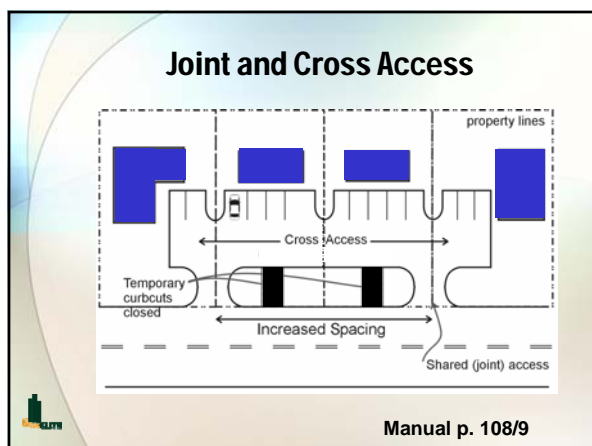 Joint and Cross Access
property lines
Cross Access
Temporary
curbcuts
closed
Increased Spacing
Shared (joint) access
Manual p. 108/9